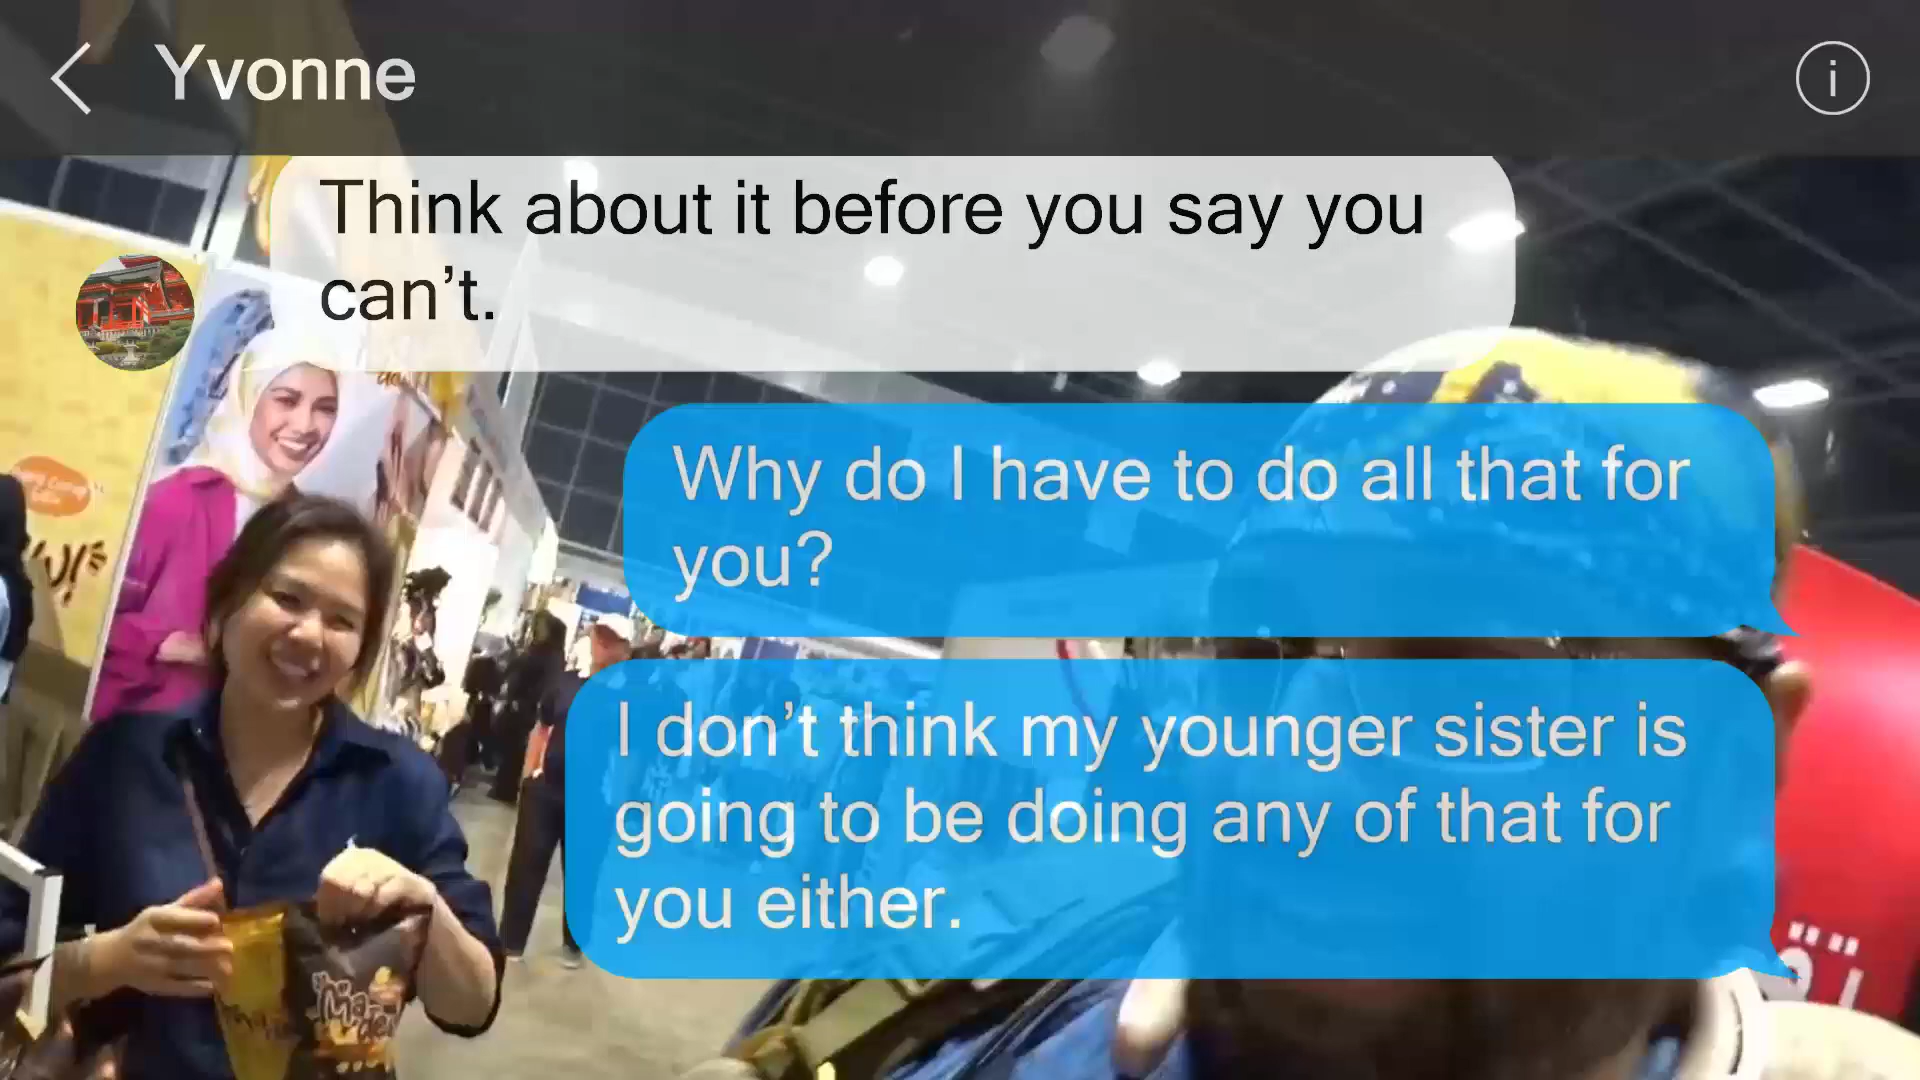 Yvonne
Think about it before you say you
can’t.
Why do I have to do all that for
you?
I don’t think my younger sister is
going to be doing any of that for
you either.